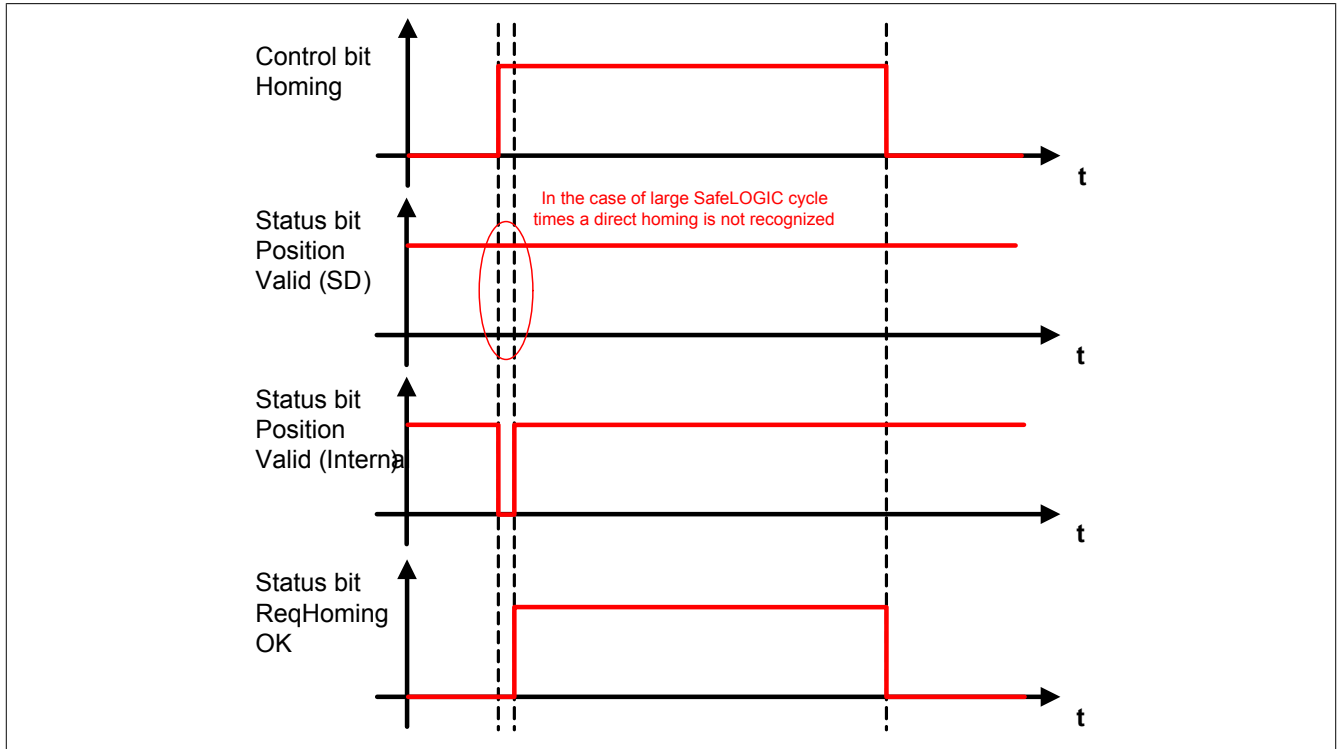 Control bit
Homing
t
In the case of large SafeLOGIC cycle
times a direct homing is not recognized
Status bit
Position
Valid (SD)
t
Status bit
Position
Valid (Internal)
t
Status bit
ReqHoming
OK
t